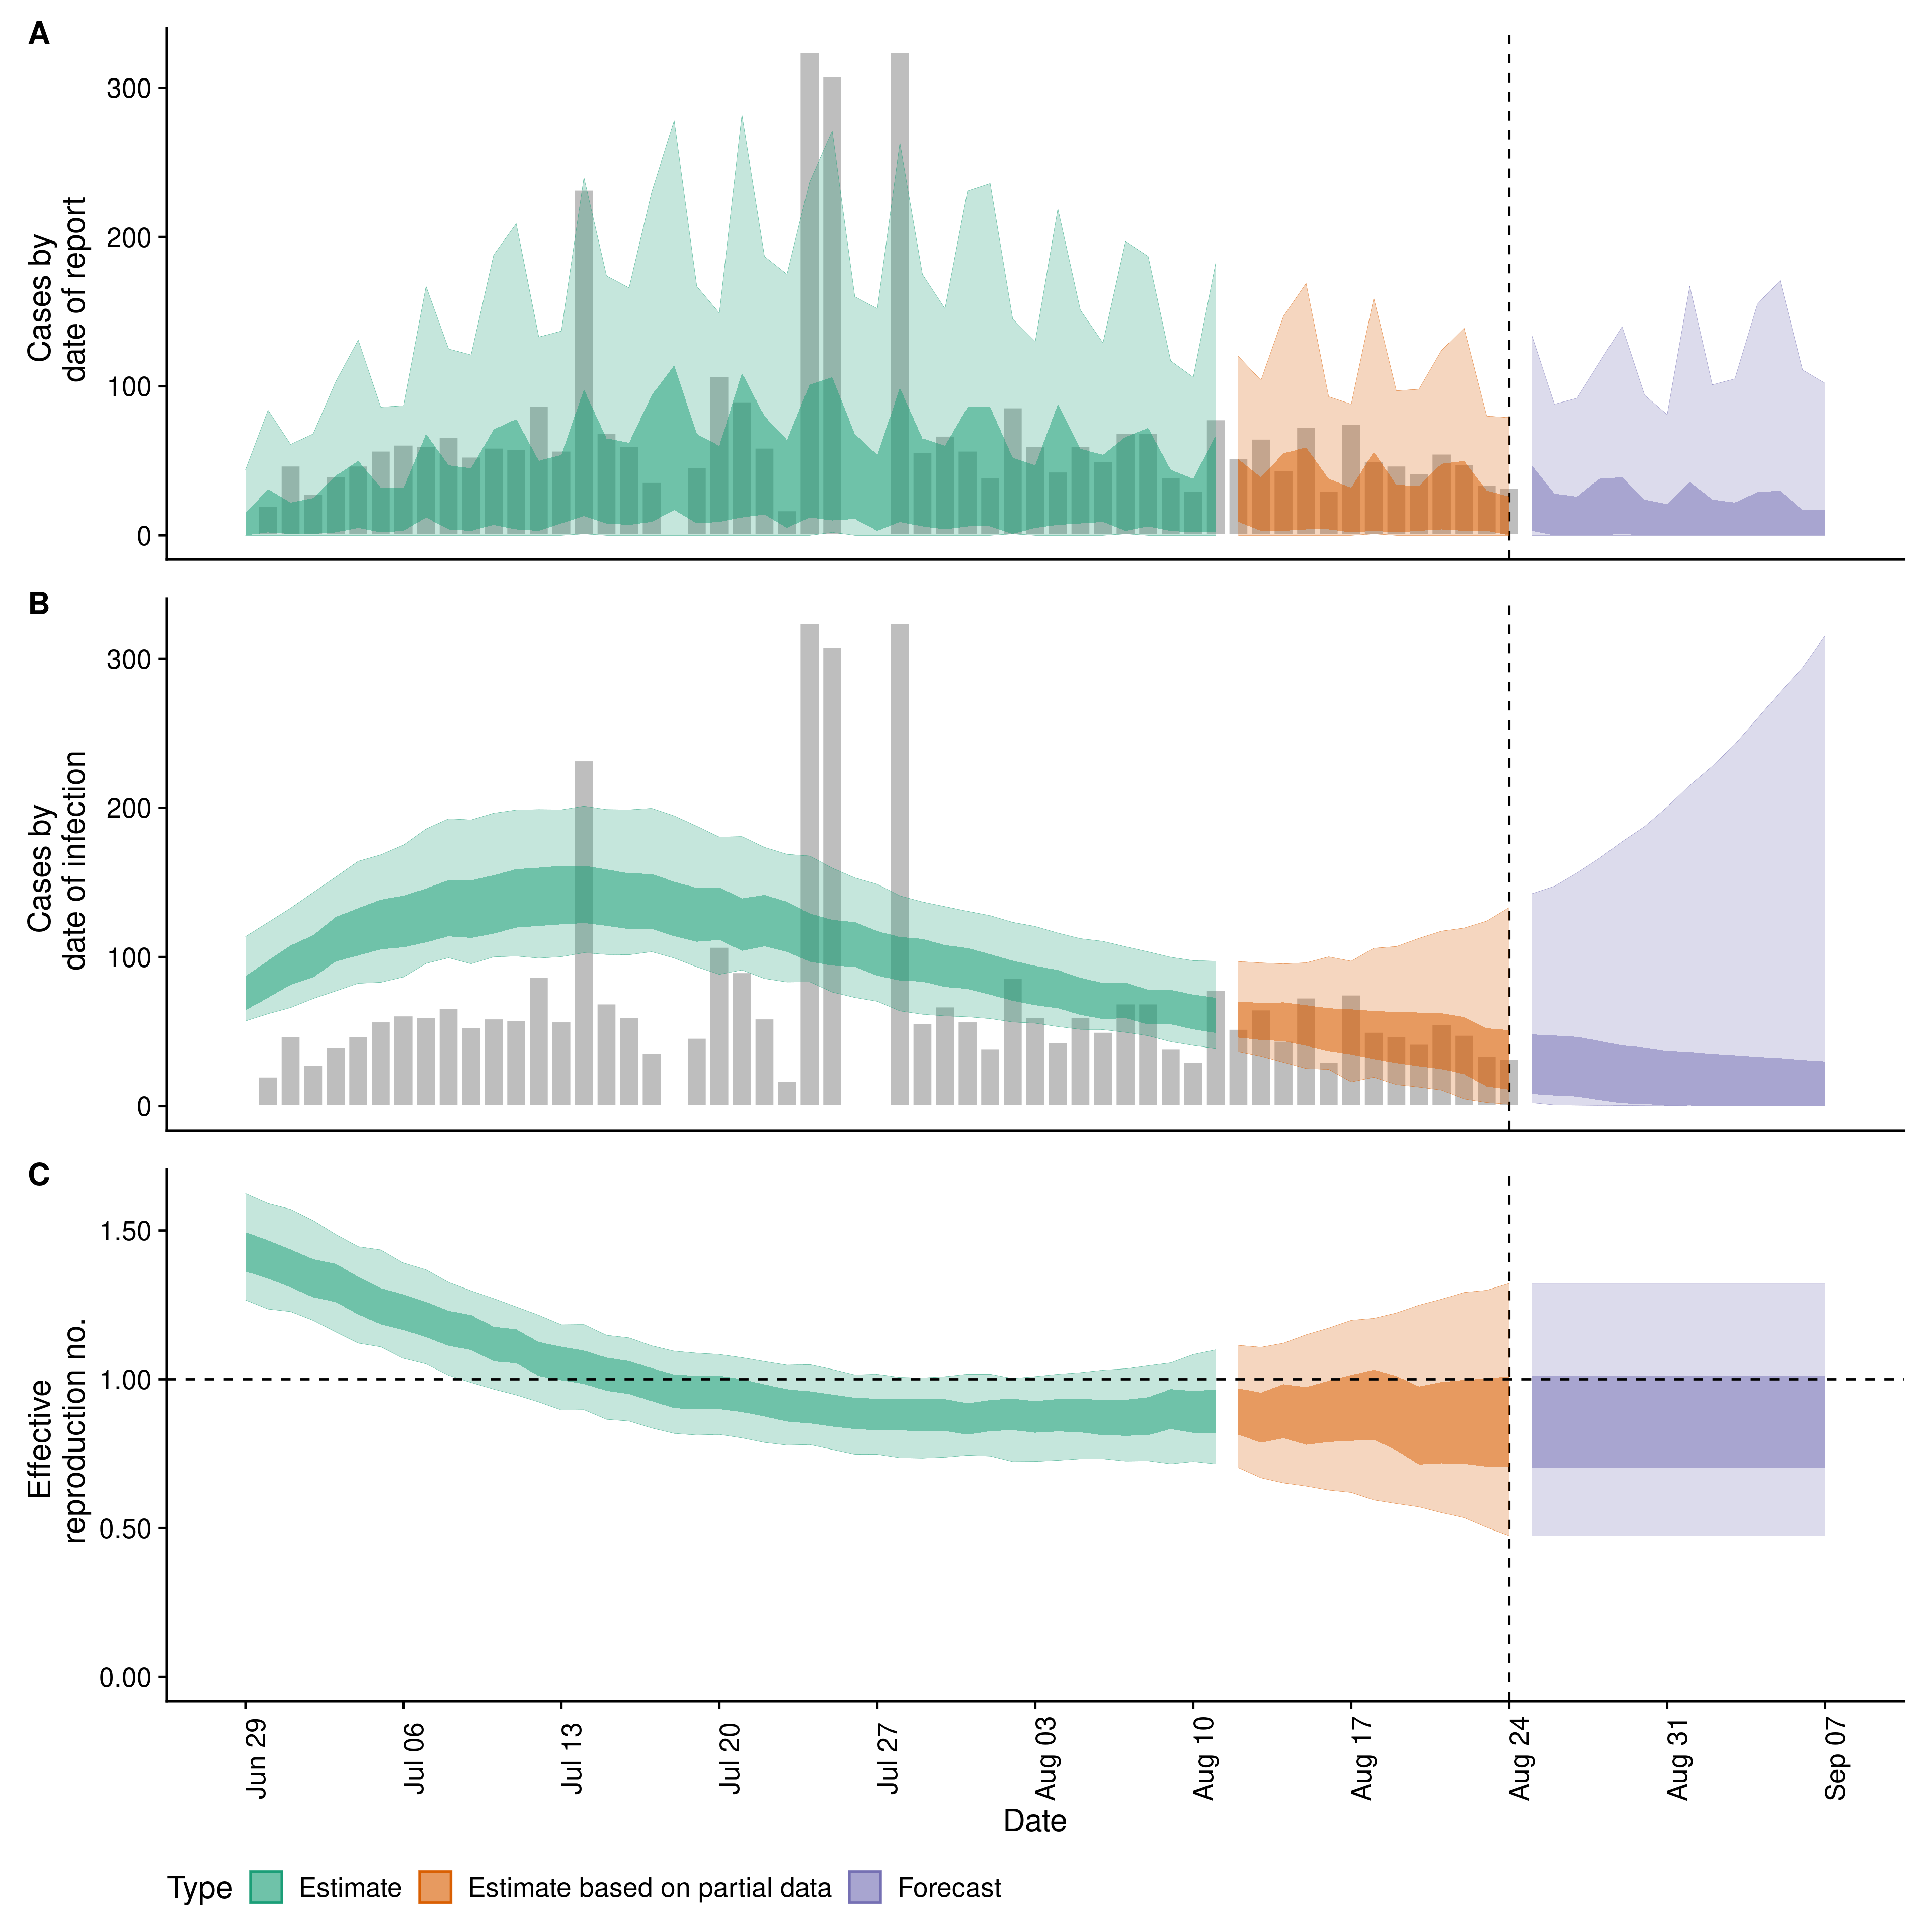 A
Cases by
date of report
300
200
100
0
B
Cases by
date of infection
300
200
100
0
C
Effective
reproduction no.
1.50
1.00
0.50
0.00
Jun 29
Jul 06
Jul 13
Jul 20
Jul 27
Aug 03
Aug 10
Aug 17
Aug 24
Aug 31
Sep 07
Date
Type
Estimate
Estimate based on partial data
Forecast